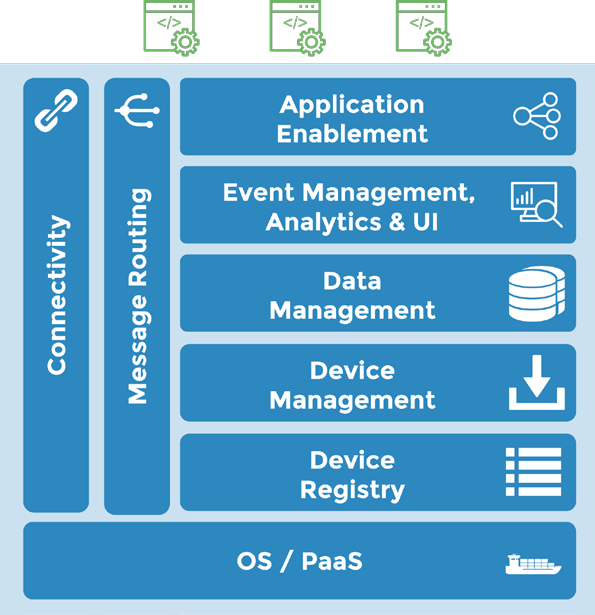 </>
</>
</>
Connectivity
Message Routing
Application
Enablement
Event Management,
Analytics & UI
Data
Management
Device
Management
Device
Registry
OS / PaaS